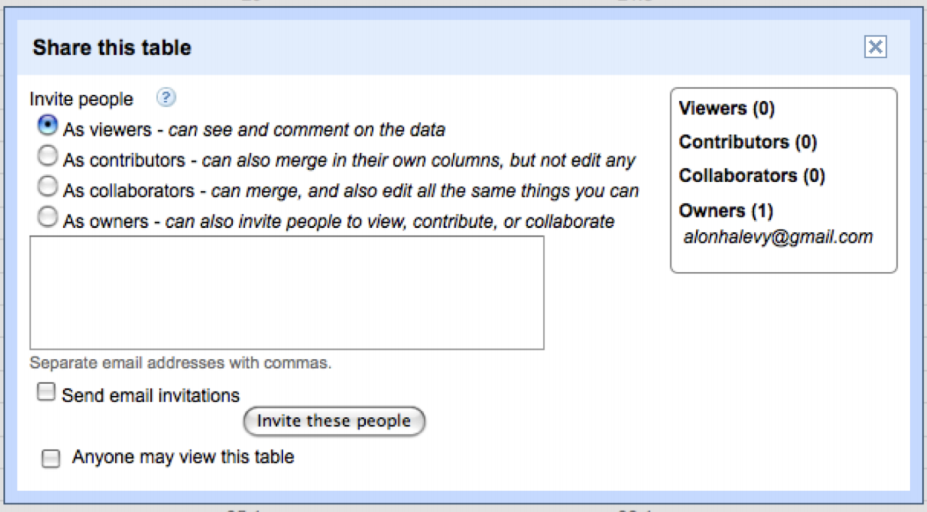 Share this table
Invite people ?
As viewers - can see and comment on the data
As contributors - can also merge in their own columns, but not edit any
As collaborators - can merge, and also edit all the same things you can
As owners - can also invite people to view, contribute, or collaborate
Separate email addresses with commas.
Send email invitations
Invite these people
Anyone may view this table
Viewers (0)
Contributors (0)
Collaborators (0)
Owners (1)
alonhalevy@gmail.com